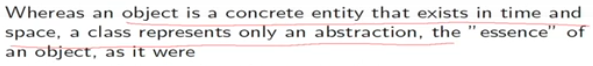 Whereas an object is a concrete entity that exists in time and
space, a class represents only an abstraction, the "essence" of
an object, as it were